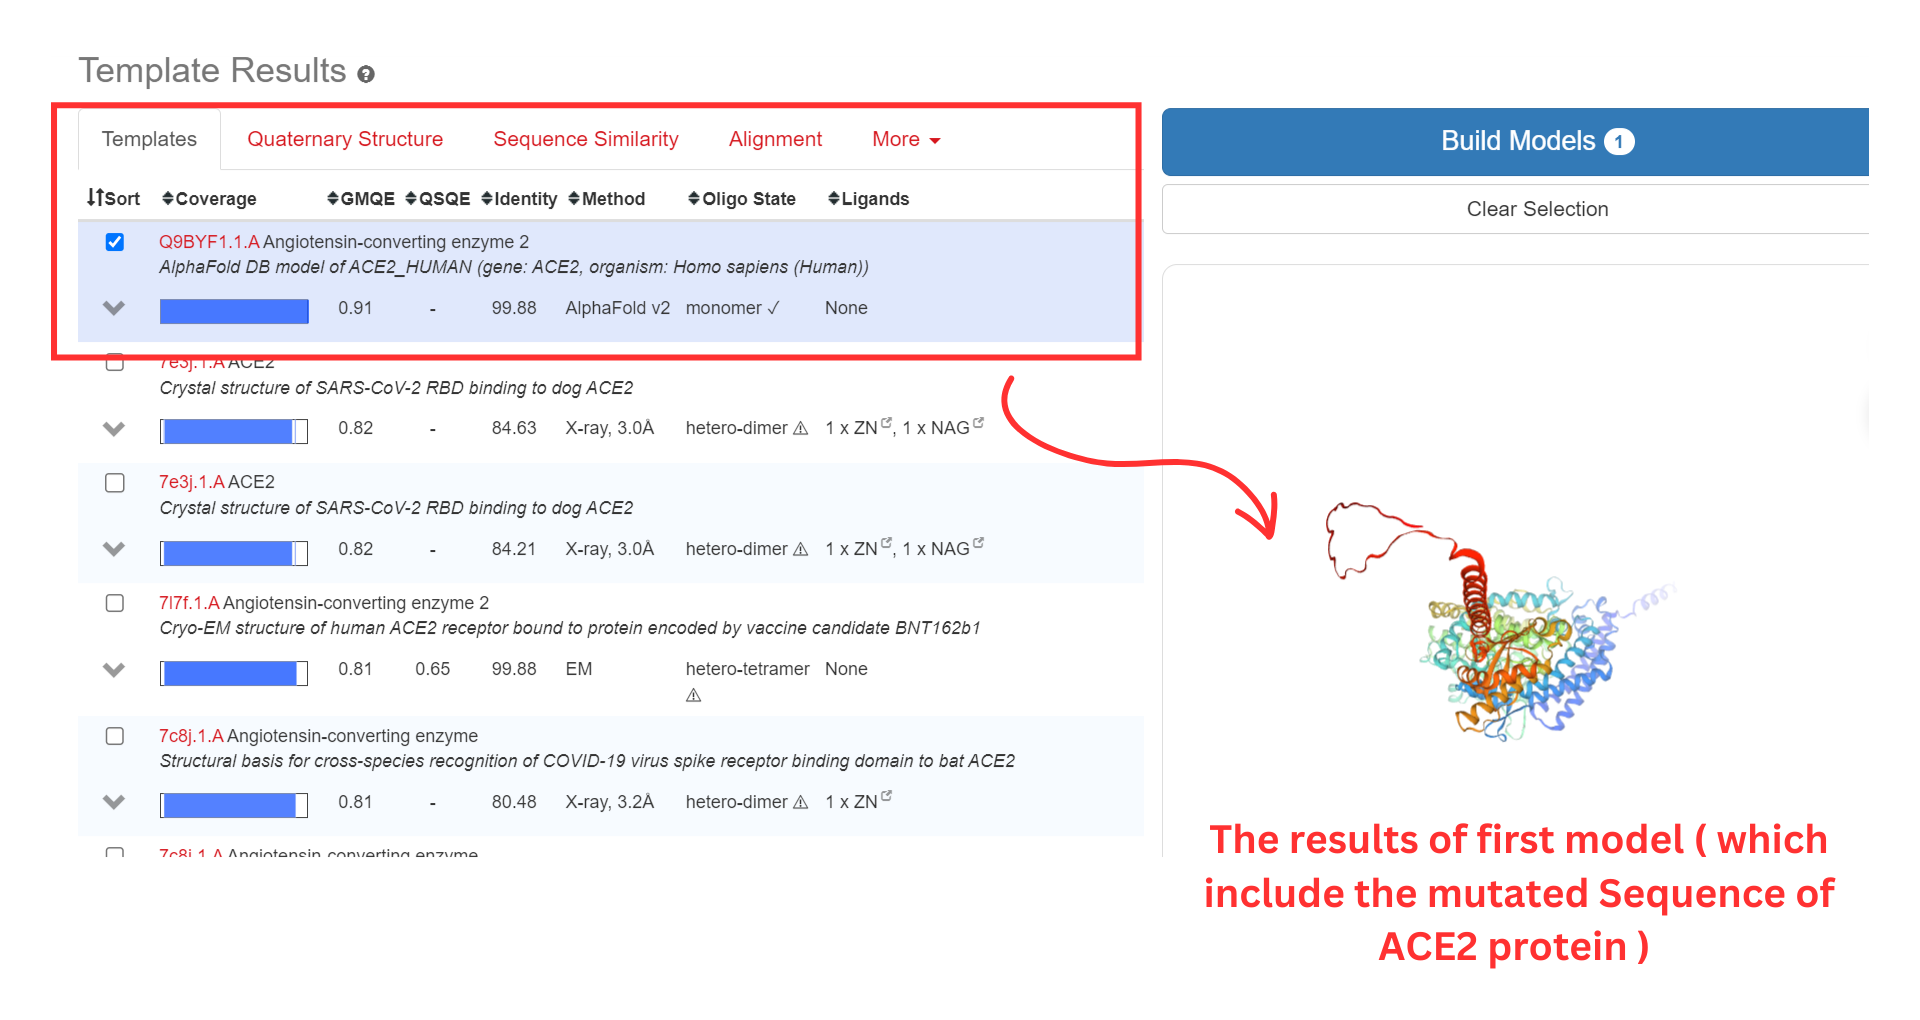 Template Results ?
Templates Quaternary Structure Sequence Similarity Alignment More
Sort Coverage GMQE QSQE Identity Method Oligo State Ligands
Q9BYF1.1.A Angiotensin-converting enzyme 2
AlphaFold DB model of ACE2_HUMAN (gene: ACE2, organism: Homo sapiens (Human))
0.91 - 99.88 AlphaFold v2 monomer ✓ None
7e3j.1.A ACE2
Crystal structure of SARS-CoV-2 RBD binding to dog ACE2
0.82 - 84.63 X-ray, 3.0Å hetero-dimer ⚠ 1 x ZN, 1 x NAG
7e3j.1.A ACE2
Crystal structure of SARS-CoV-2 RBD binding to dog ACE2
0.82 - 84.21 X-ray, 3.0Å hetero-dimer ⚠ 1 x ZN, 1 x NAG
7l7f.1.A Angiotensin-converting enzyme 2
Cryo-EM structure of human ACE2 receptor bound to protein encoded by vaccine candidate BNT162b1
0.81 0.65 99.88 EM hetero-tetramer None
⚠
7c8j.1.A Angiotensin-converting enzyme
Structural basis for cross-species recognition of COVID-19 virus spike receptor binding domain to bat ACE2
0.81 - 80.48 X-ray, 3.2Å hetero-dimer ⚠ 1 x ZN
7c8j.1.A Angiotensin-converting enzyme
Build Models 1
Clear Selection
The results of first model ( which
include the mutated Sequence of
ACE2 protein )